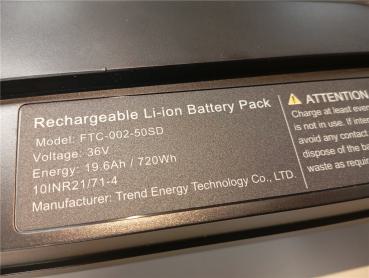 Rechargeable Li-ion Battery Pack
Model: FTC-002-50SD
Voltage: 36V
Energy: 19.6Ah / 720Wh
10INR21/71-4
Manufacturer: Trend Energy Technology Co., LTD.
ATTENTION
Charge at least ever
is not in use. If inter
avoid any contact
dispose of the ba
waste as requir